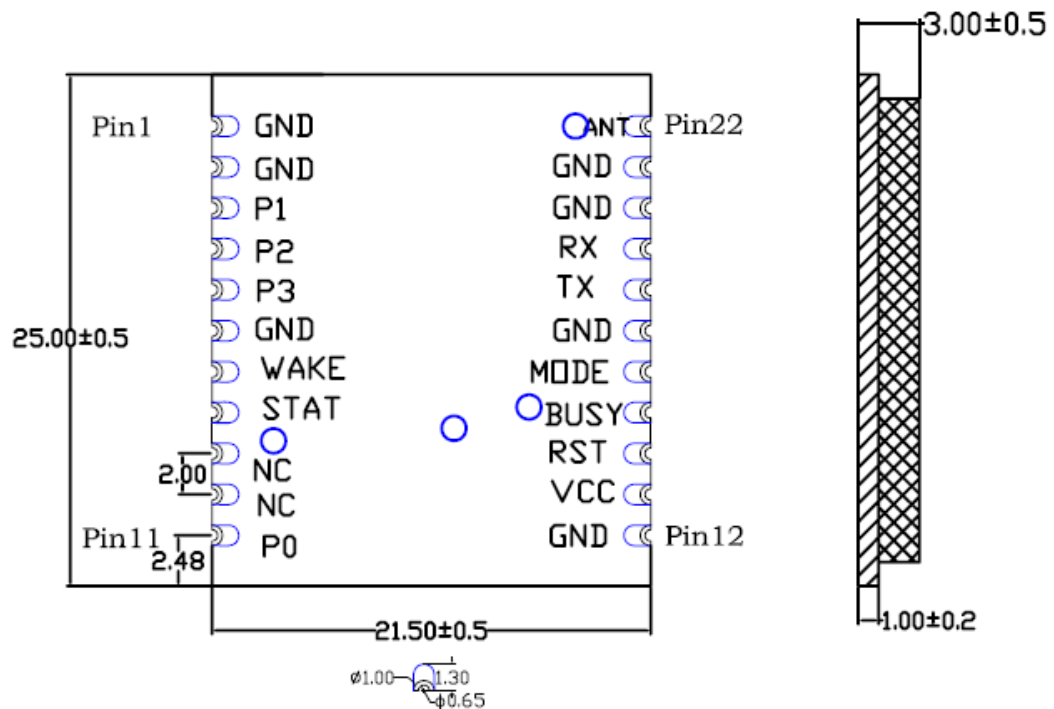 3.00±0.5
Pin1 GND ANT Pin22
GND GND
P1 GND
P2 RX
P3 TX
25.00±0.5 GND GND
WAKE MODE
STAT BUSY
RST
2.00 NC VCC
NC
Pin11 P0 GND Pin12
2.48
21.50±0.5 1.00±0.2
ø1.00 1.30
ϕ0.65